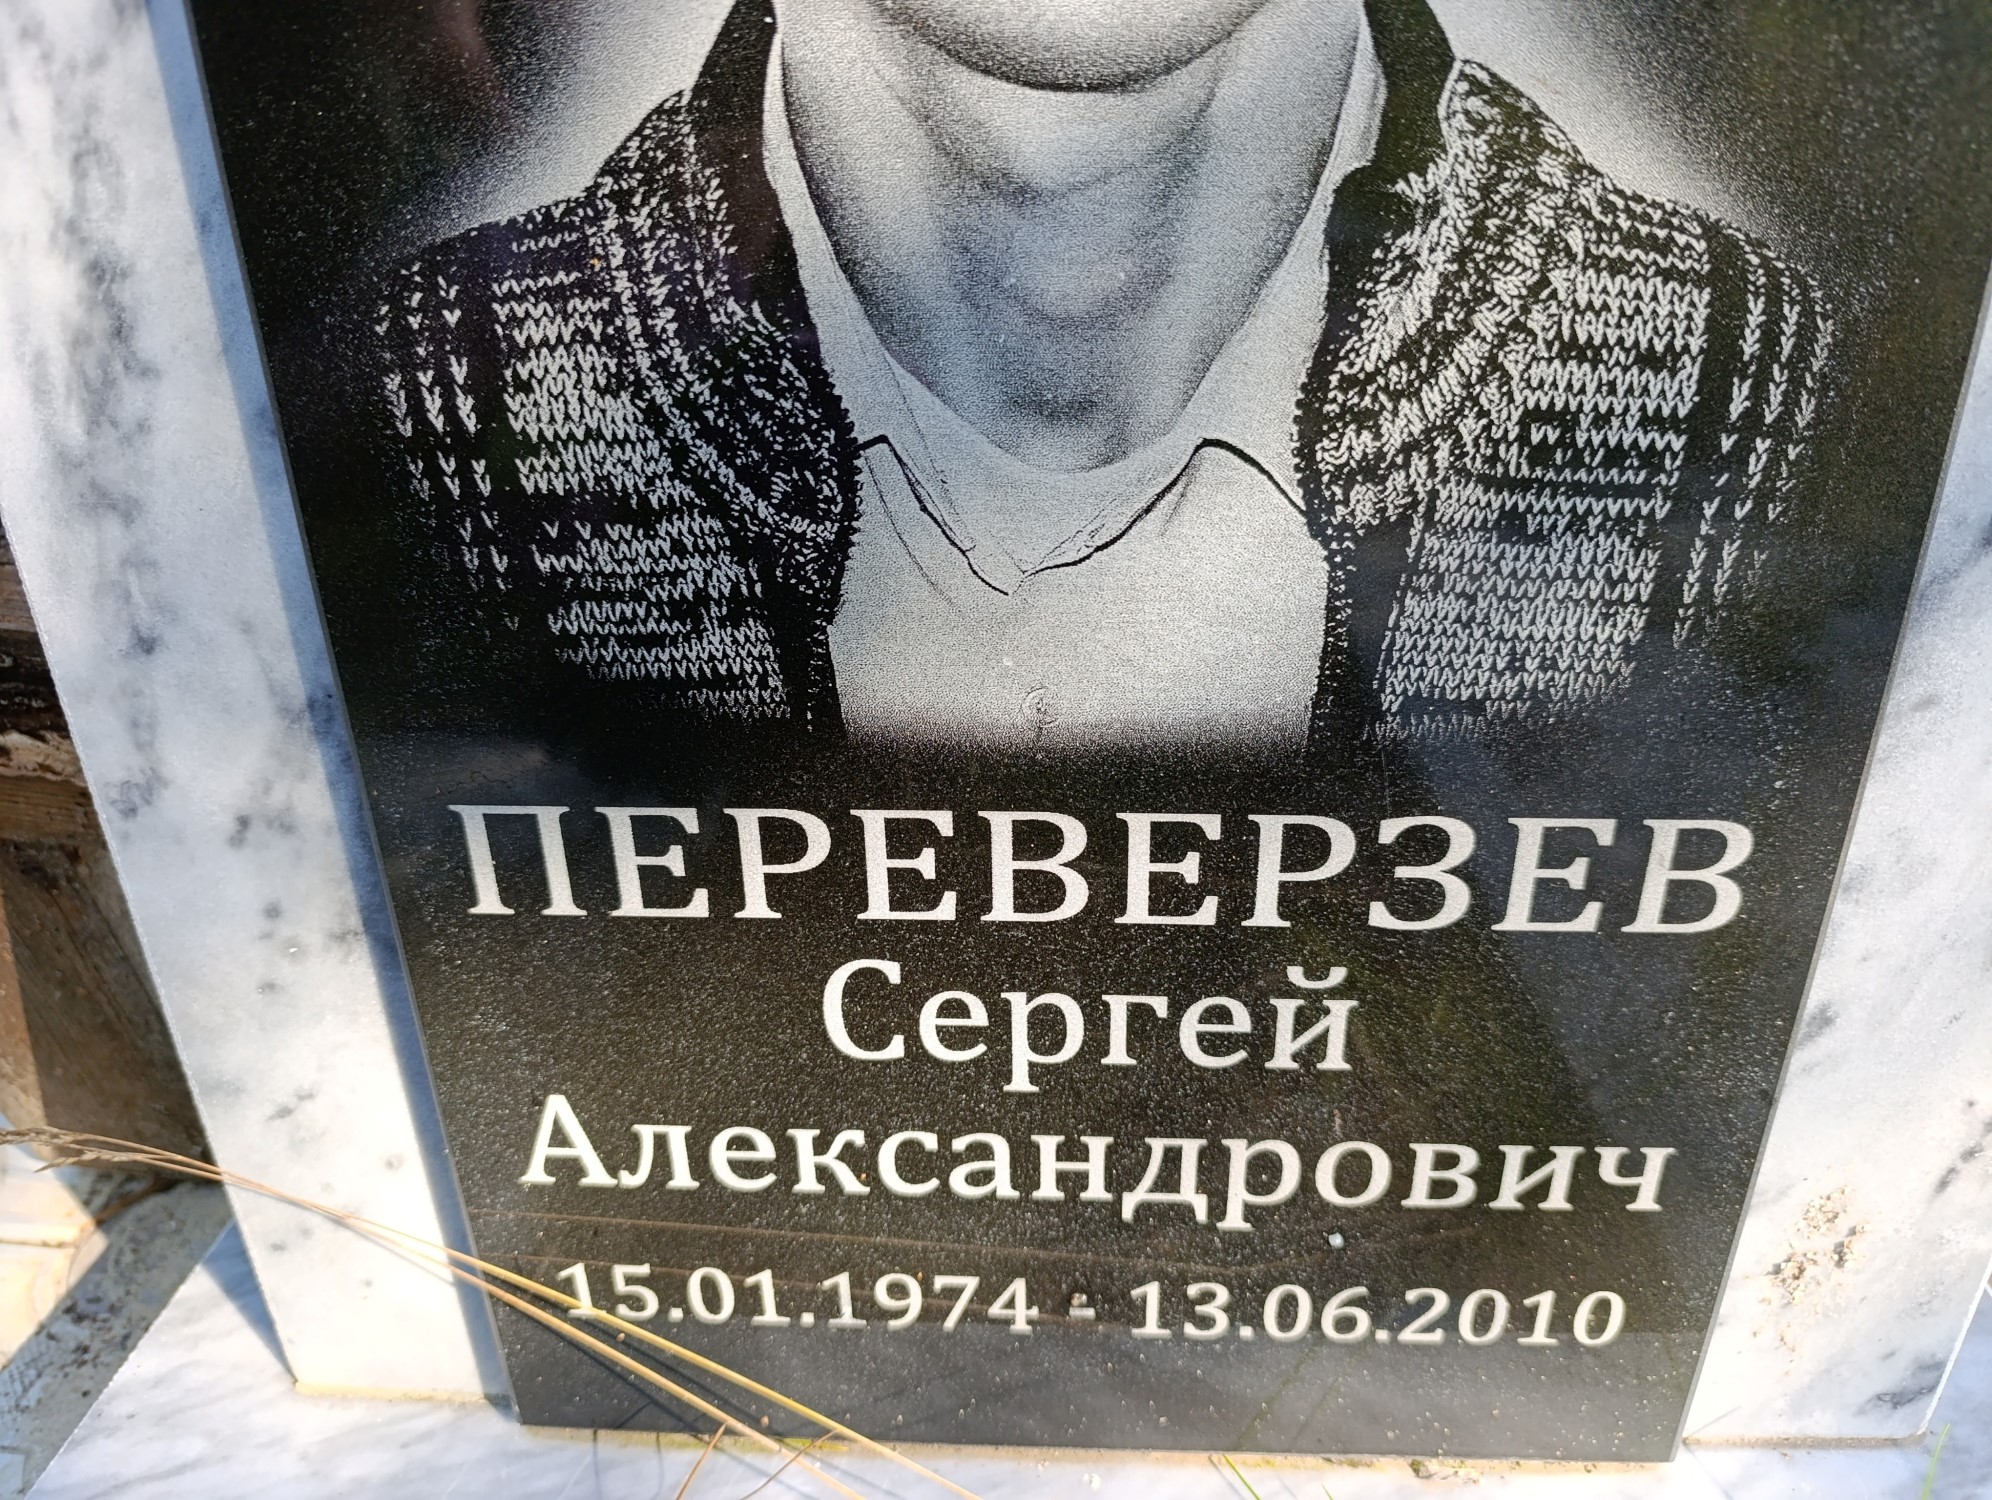 ПЕРЕВЕРЗЕВ
Сергей
Александрович
15.01.1974 - 13.06.2010